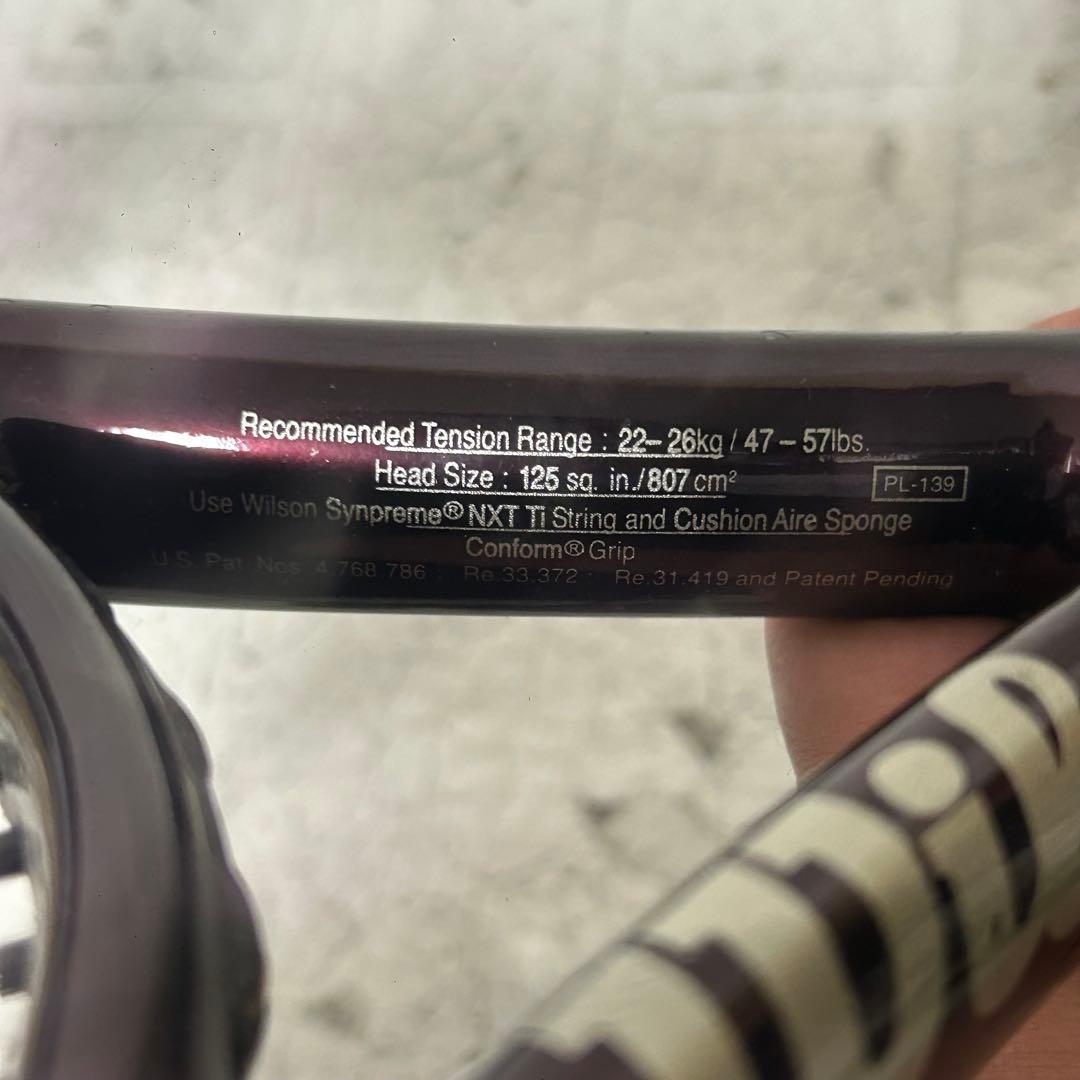 Recommended Tension Range : 22– 26kg / 47 – 57lbs.
Head Size : 125 sq. in./807 cm²
PL-139
Use Wilson Synpreme® NXT Ti String and Cushion Aire Sponge
Conform® Grip
U.S. Pat. Nos. 4.768.786 : Re.33.372 : Re.31.419 and Patent Pending